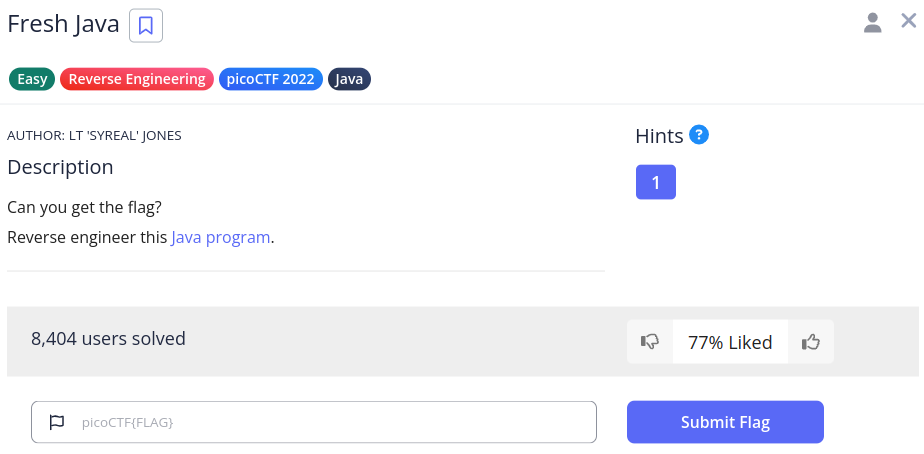 Fresh Java
Easy Reverse Engineering picoCTF 2022 Java
AUTHOR: LT 'SYREAL' JONES
Description
Can you get the flag?
Reverse engineer this Java program.
Hints ?
1
8,404 users solved
77% Liked
picoCTF{FLAG}
Submit Flag